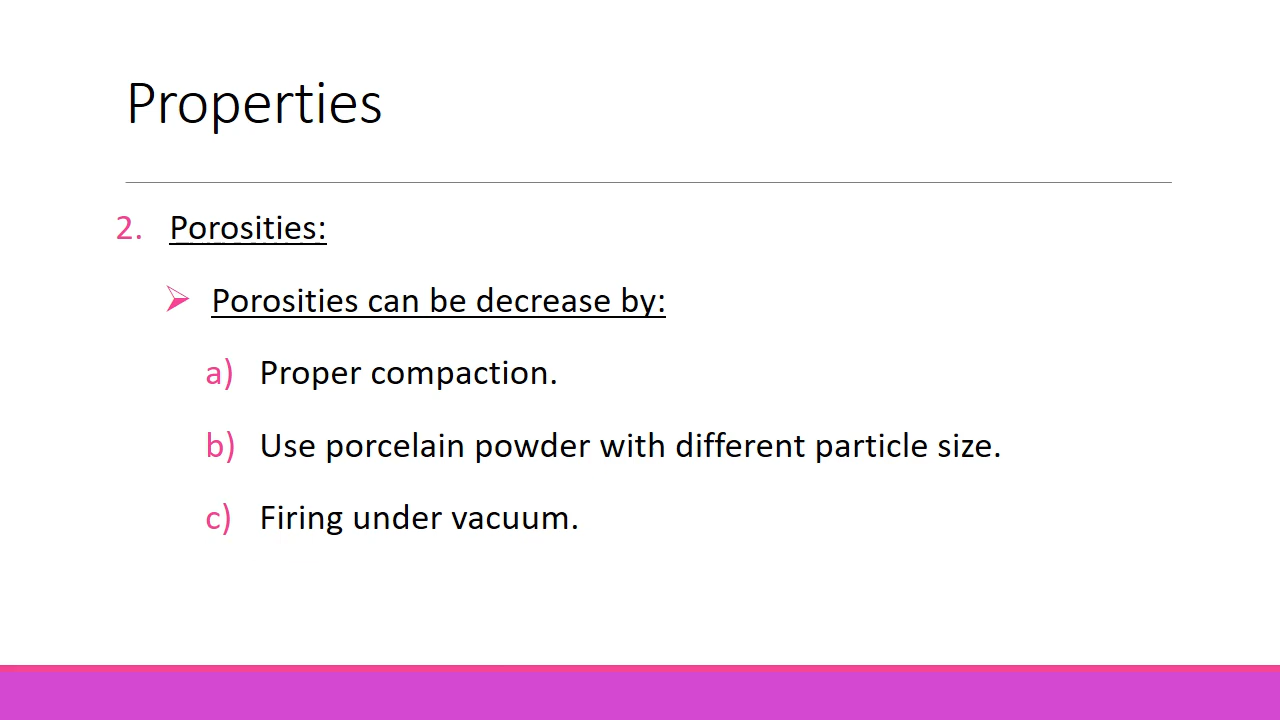 Properties
2. Porosities:
➢ Porosities can be decrease by:
a) Proper compaction.
b) Use porcelain powder with different particle size.
c) Firing under vacuum.